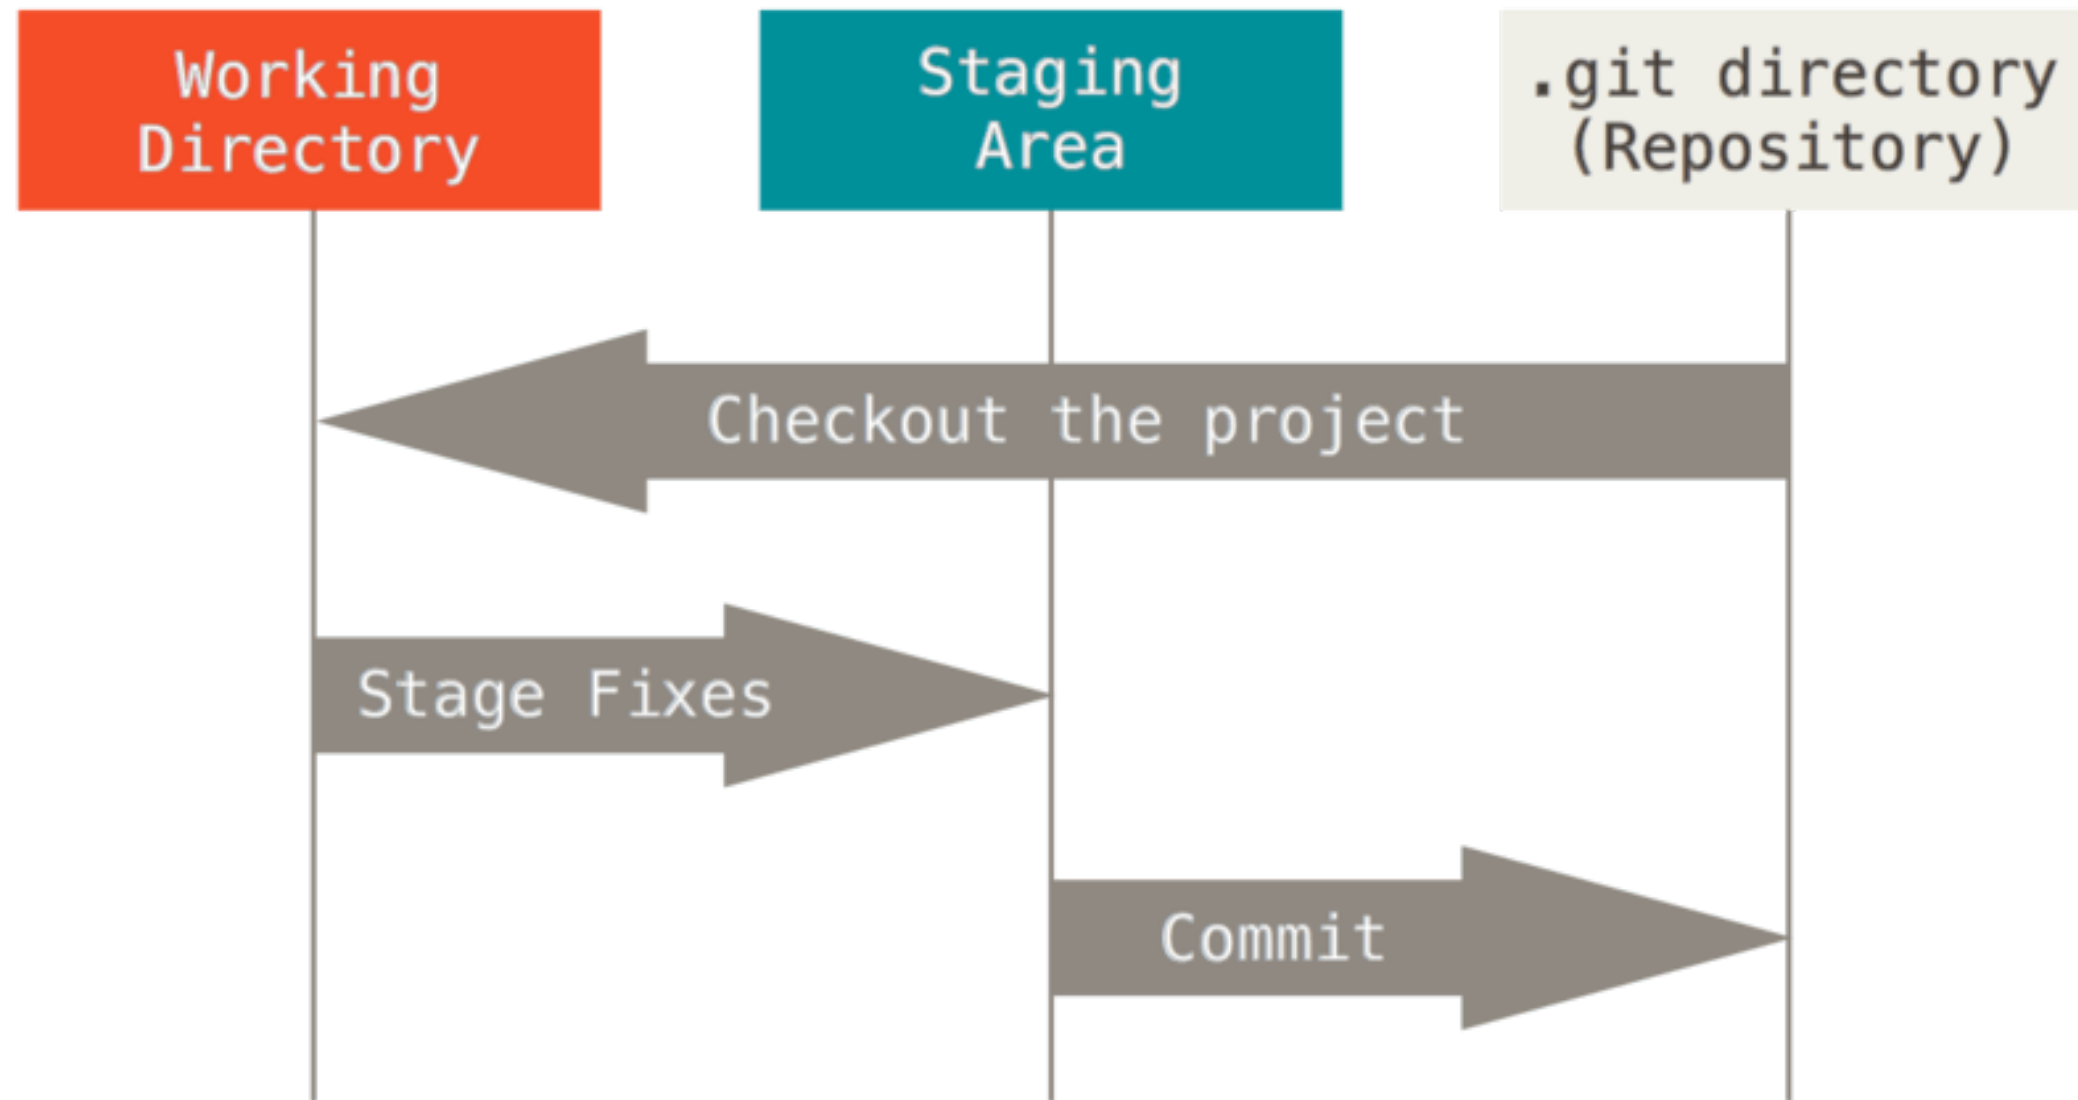 Working
Directory
Staging
Area
.git directory
(Repository)
Checkout the project
Stage Fixes
Commit